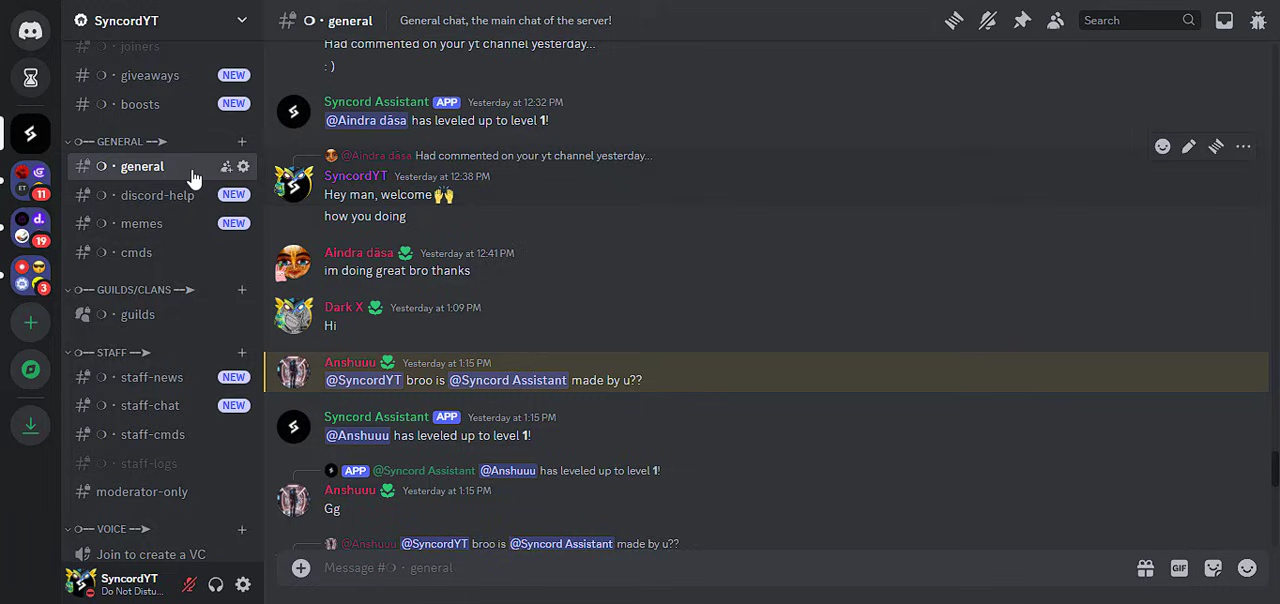 SyncordYT
general
General chat, the main chat of the server!
Search
joiners
giveaways NEW
boosts NEW
GENERAL
general
discord-help NEW
memes NEW
cmds
GUILDS/CLANS
guilds
STAFF
staff-news NEW
staff-chat NEW
staff-cmds
staff-logs
moderator-only
VOICE
Join to create a VC
SyncordYT
Do Not Distu...
11
19
3
Had commented on your yt channel yesterday...
: )
Syncord Assistant APP Yesterday at 12:32 PM
@Aindra dāsa has leveled up to level 1!
@Aindra dāsa Had commented on your yt channel yesterday...
SyncordYT Yesterday at 12:38 PM
Hey man, welcome 🙌
how you doing
Aindra dāsa Yesterday at 12:41 PM
im doing great bro thanks
Dark X Yesterday at 1:09 PM
Hi
Anshuuu Yesterday at 1:15 PM
@SyncordYT broo is @Syncord Assistant made by u??
Syncord Assistant APP Yesterday at 1:15 PM
@Anshuuu has leveled up to level 1!
APP @Syncord Assistant @Anshuuu has leveled up to level 1!
Anshuuu Yesterday at 1:15 PM
Gg
@Anshuuu @SyncordYT broo is @Syncord Assistant made by u??
Message #general
GIF